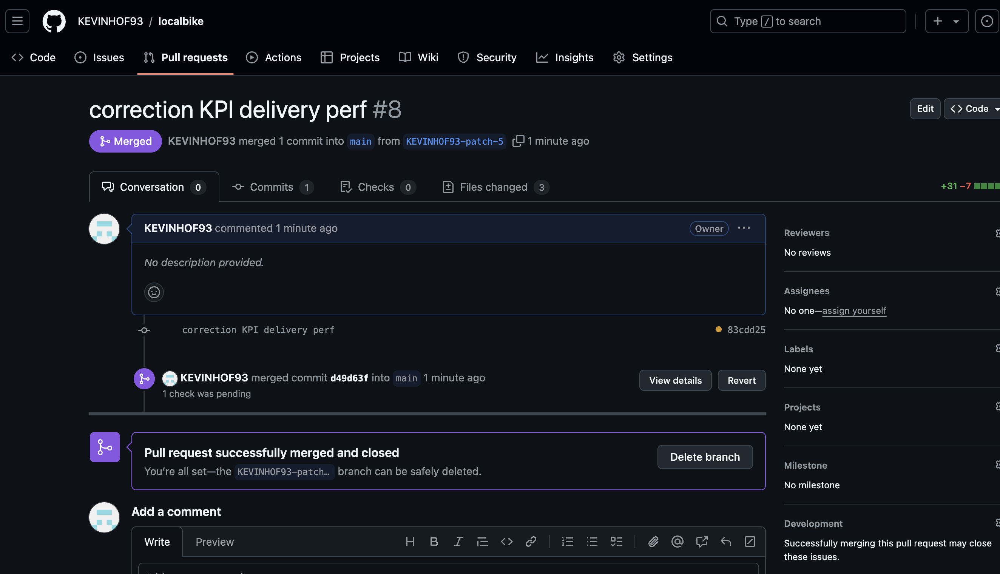 KEVINHOF93 / localbike
Type / to search
Code
Issues
Pull requests
Actions
Projects
Wiki
Security
Insights
Settings
correction KPI delivery perf #8
Edit
Code
Merged
KEVINHOF93 merged 1 commit into main from KEVINHOF93-patch-5 1 minute ago
Conversation 0
Commits 1
Checks 0
Files changed 3
+31 −7
KEVINHOF93 commented 1 minute ago
Owner
No description provided.
correction KPI delivery perf
83cdd25
KEVINHOF93 merged commit d49d63f into main 1 minute ago
1 check was pending
View details
Revert
Pull request successfully merged and closed
You’re all set—the KEVINHOF93-patch… branch can be safely deleted.
Delete branch
Add a comment
Write
Preview
Reviewers
No reviews
Assignees
No one—assign yourself
Labels
None yet
Projects
None yet
Milestone
No milestone
Development
Successfully merging this pull request may close
these issues.